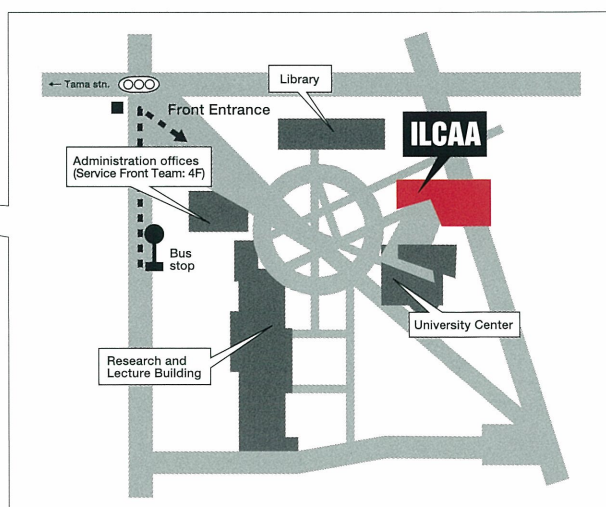 ← Tama stn.
Library
Front Entrance
ILCAA
Administration offices
(Service Front Team: 4F)
Bus
stop
University Center
Research and
Lecture Building